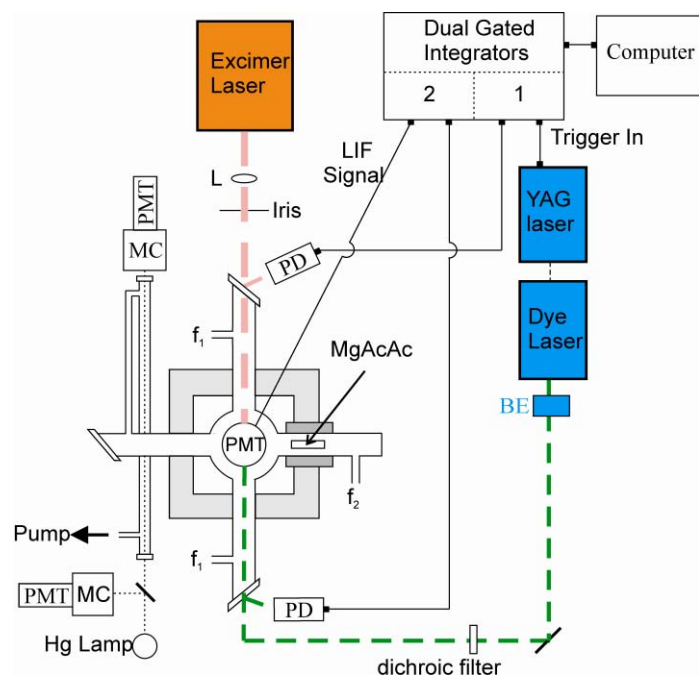 Excimer
Laser
Dual Gated
Integrators
2
1
Computer
Trigger In
LIF
Signal
L
Iris
PMT
MC
PD
YAG
laser
Dye
Laser
BE
f1
MgAcAc
PMT
f2
Pump
f1
PMT
MC
PD
Hg Lamp
dichroic filter